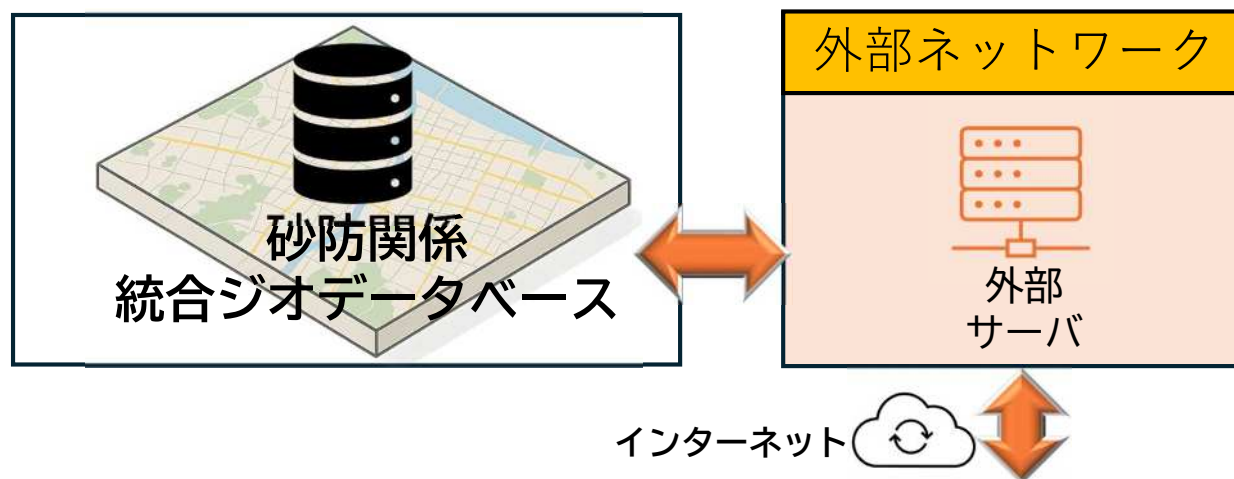 砂防関係
統合ジオデータベース
外部ネットワーク
外部
サーバ
インターネット